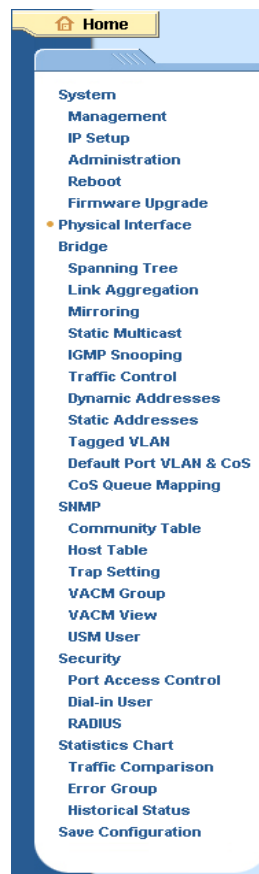 Home
System
Management
IP Setup
Administration
Reboot
Firmware Upgrade
Physical Interface
Bridge
Spanning Tree
Link Aggregation
Mirroring
Static Multicast
IGMP Snooping
Traffic Control
Dynamic Addresses
Static Addresses
Tagged VLAN
Default Port VLAN & CoS
CoS Queue Mapping
SNMP
Community Table
Host Table
Trap Setting
VACM Group
VACM View
USM User
Security
Port Access Control
Dial-in User
RADIUS
Statistics Chart
Traffic Comparison
Error Group
Historical Status
Save Configuration